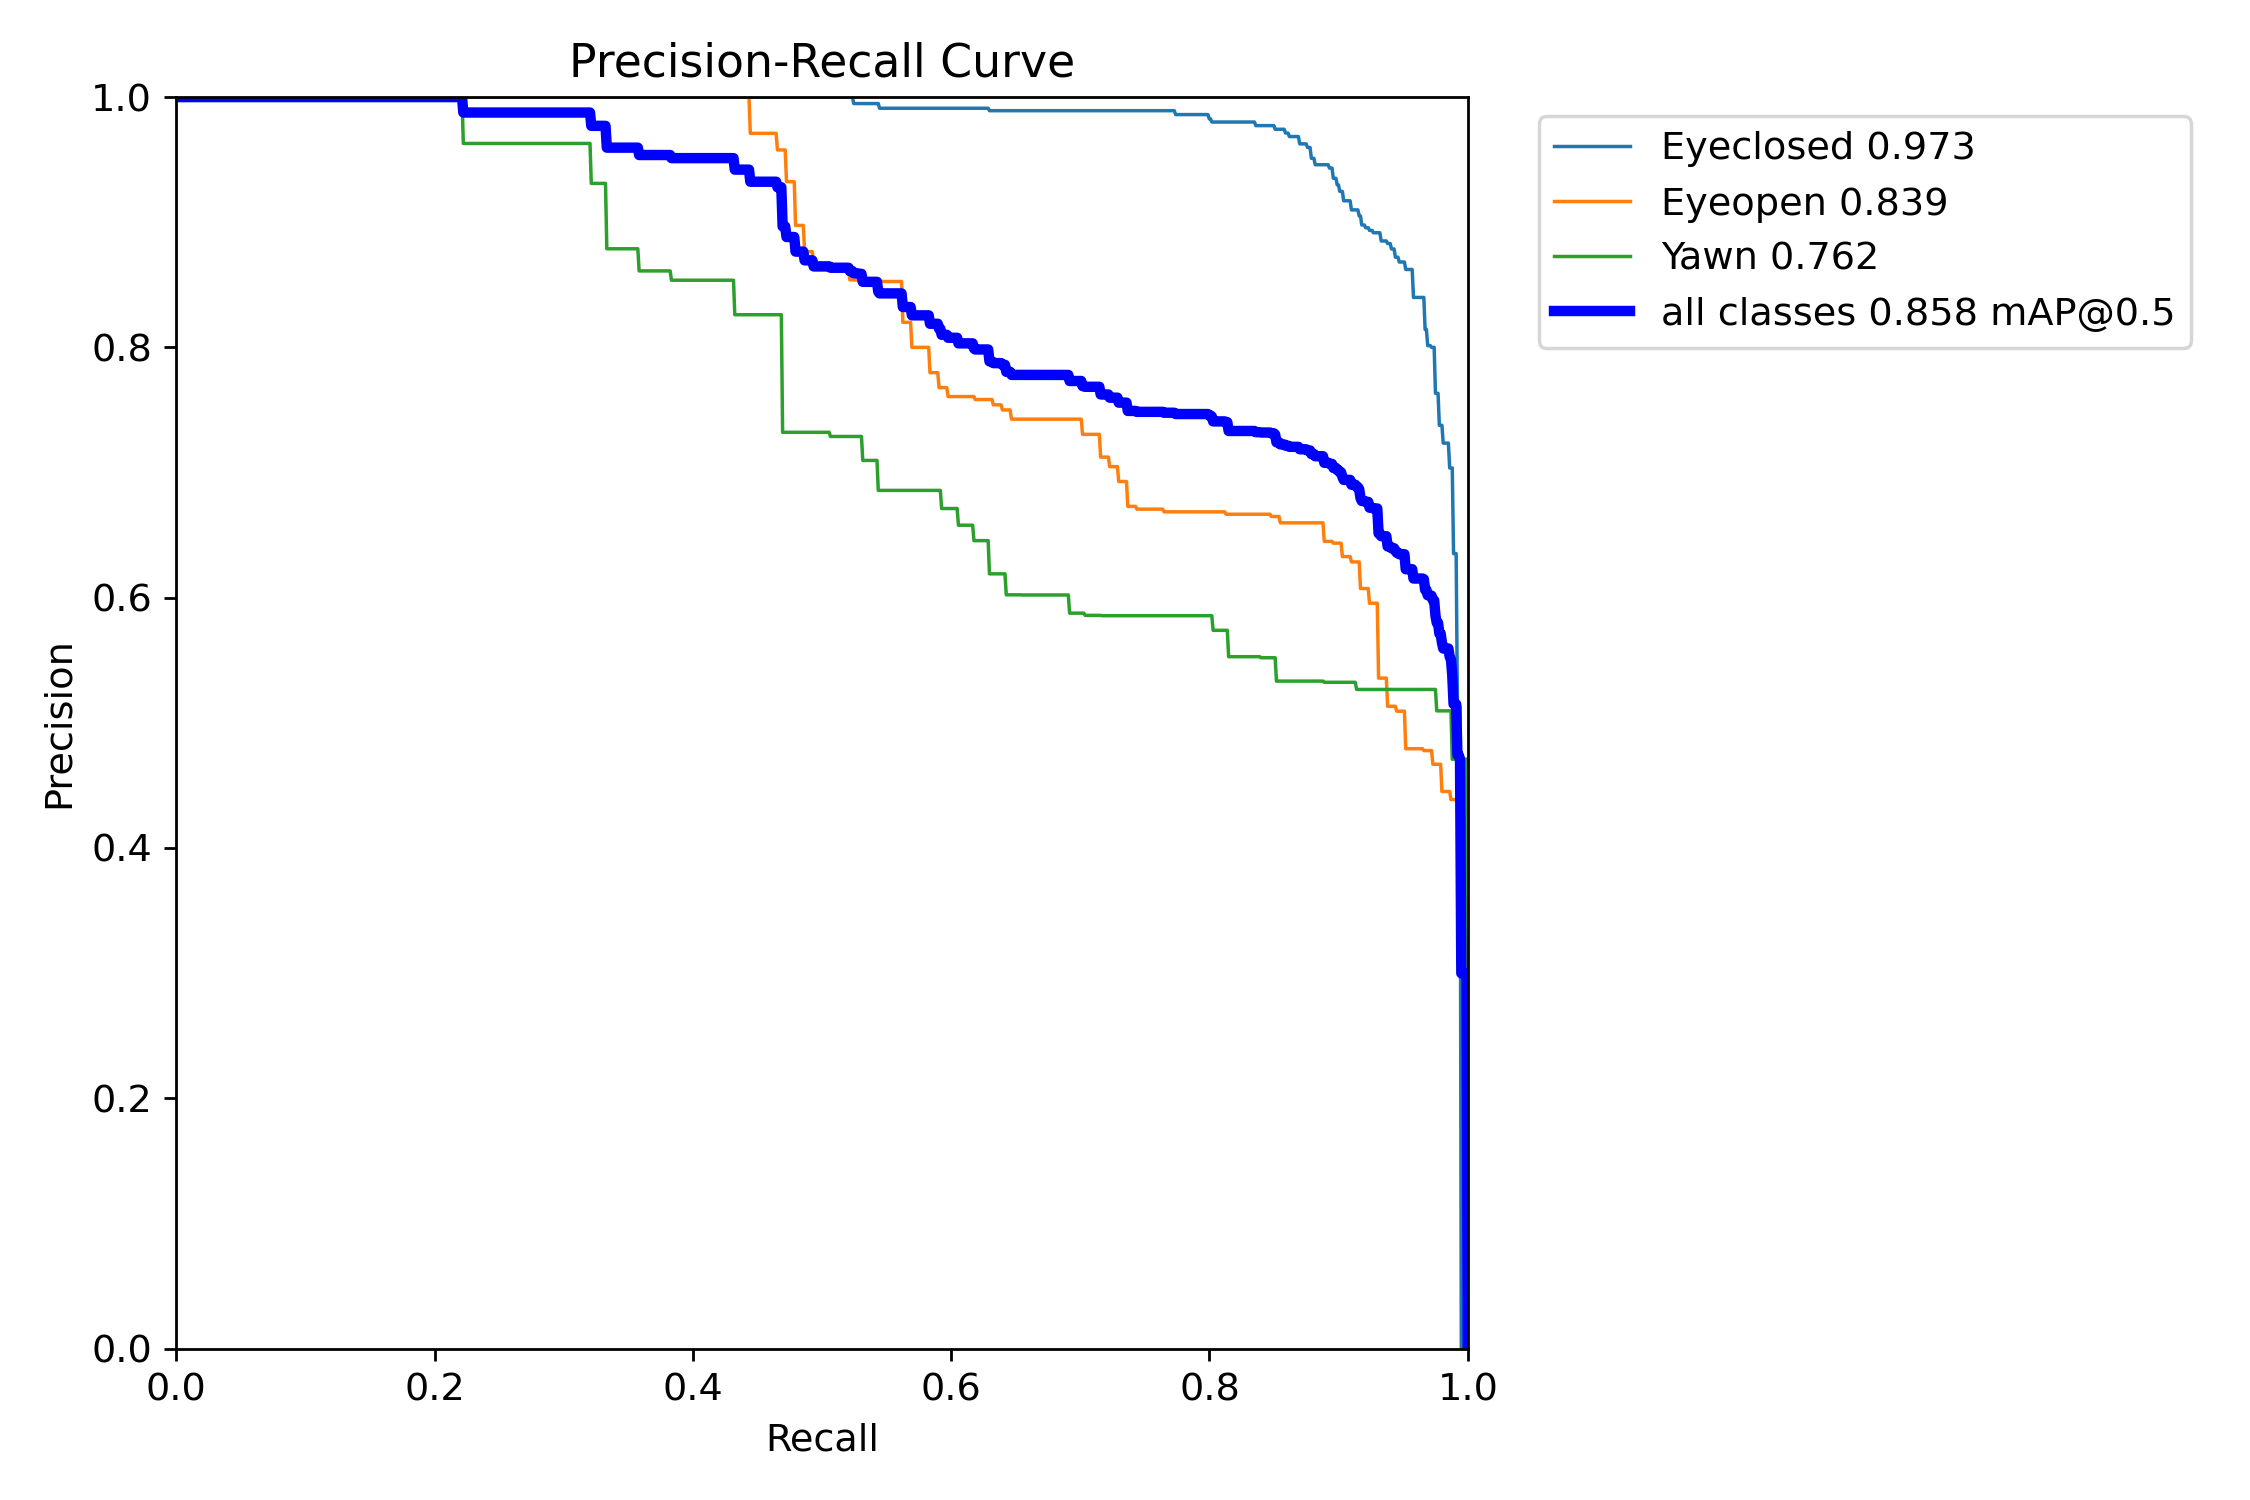 Precision-Recall Curve
1.0
0.8
0.6
0.4
0.2
0.0
Precision
0.0 0.2 0.4 0.6 0.8 1.0
Recall
Eyeclosed 0.973
Eyeopen 0.839
Yawn 0.762
all classes 0.858 mAP@0.5